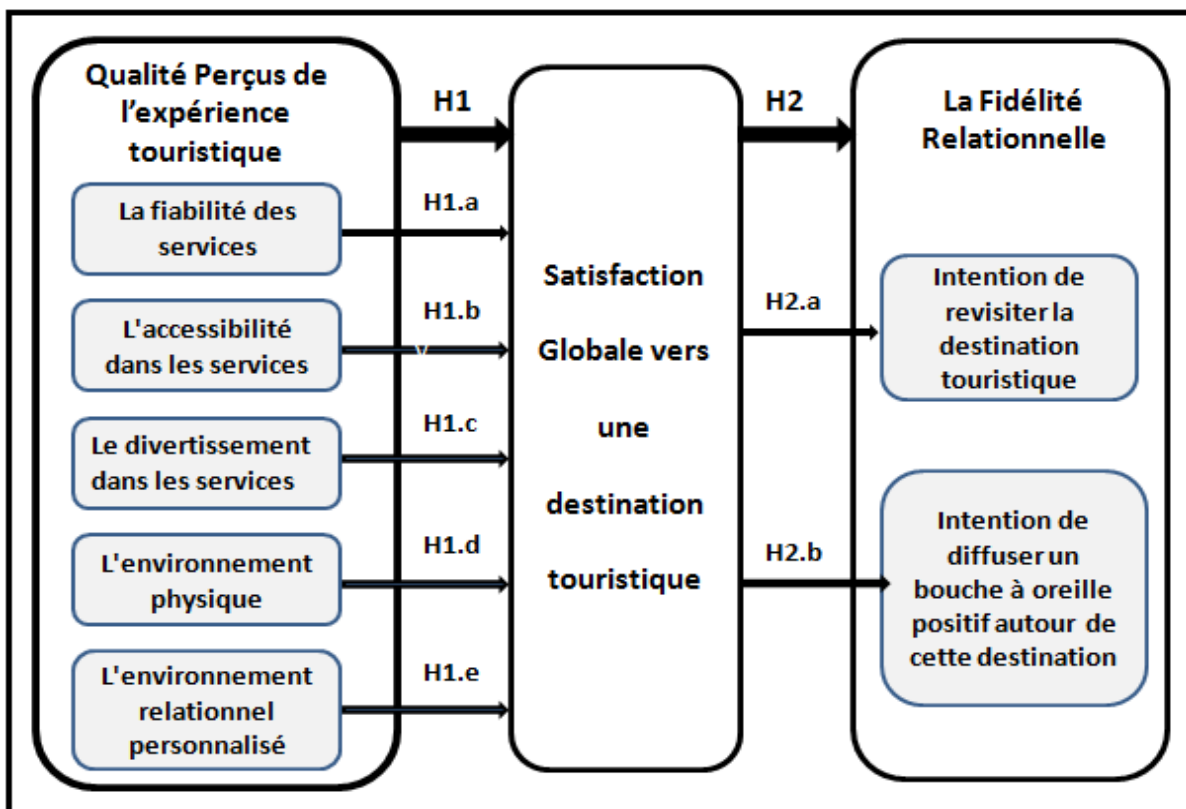 Qualité Perçus de
l'expérience
touristique
H1
H2
La Fidélité
Relationnelle
La fiabilité des
services
H1.a
L'accessibilité
dans les services
H1.b
Le divertissement
dans les services
H1.c
L'environnement
physique
H1.d
L'environnement
relationnel
personnalisé
H1.e
Satisfaction
Globale vers
une
destination
touristique
H2.a
Intention de
revisiter la
destination
touristique
H2.b
Intention de
diffuser un
bouche à oreille
positif autour de
cette destination